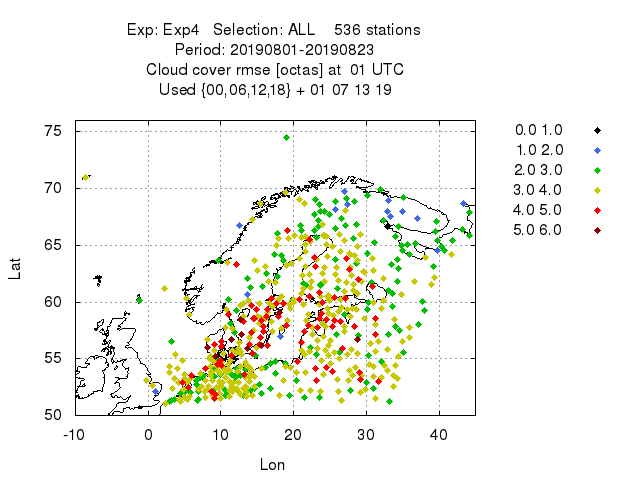 Exp: Exp4   Selection: ALL    536 stations
Period: 20190801-20190823
Cloud cover rmse [octas] at  01 UTC
Used {00,06,12,18} + 01 07 13 19
0.0 1.0
1.0 2.0
2.0 3.0
3.0 4.0
4.0 5.0
5.0 6.0
75
70
65
60
55
50
Lat
-10 0 10 20 30 40
Lon